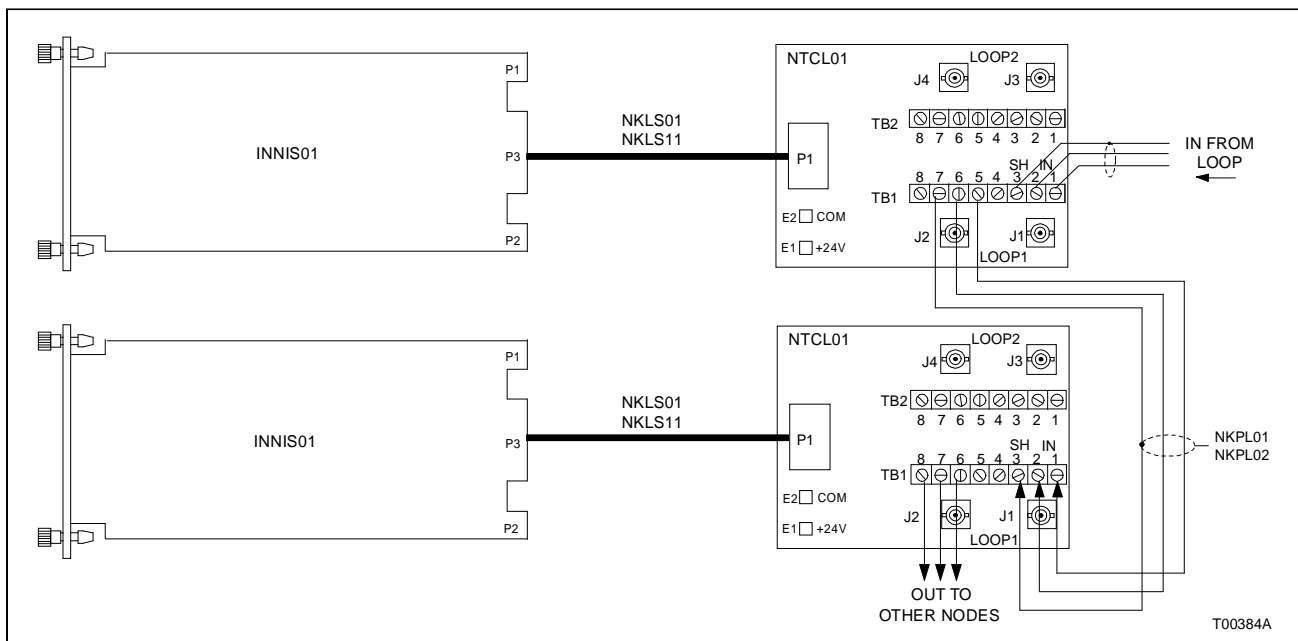 NTCL01
LOOP2
J4
J3
P1
NKLS01
NKLS11
TB2
INNIS01
P3
P1
8 7 6 5 4 3 2 1
IN FROM
LOOP
SH IN
8 7 6 5 4 3 2 1
TB1
E2 COM
J2
J1
P2
E1 +24V
LOOP1
NTCL01
LOOP2
J4
J3
P1
NKLS01
NKLS11
TB2
8 7 6 5 4 3 2 1
INNIS01
P3
P1
NKPL01
NKPL02
SH IN
8 7 6 5 4 3 2 1
TB1
E2 COM
J2
J1
P2
E1 +24V
LOOP1
OUT TO
OTHER NODES
T00384A